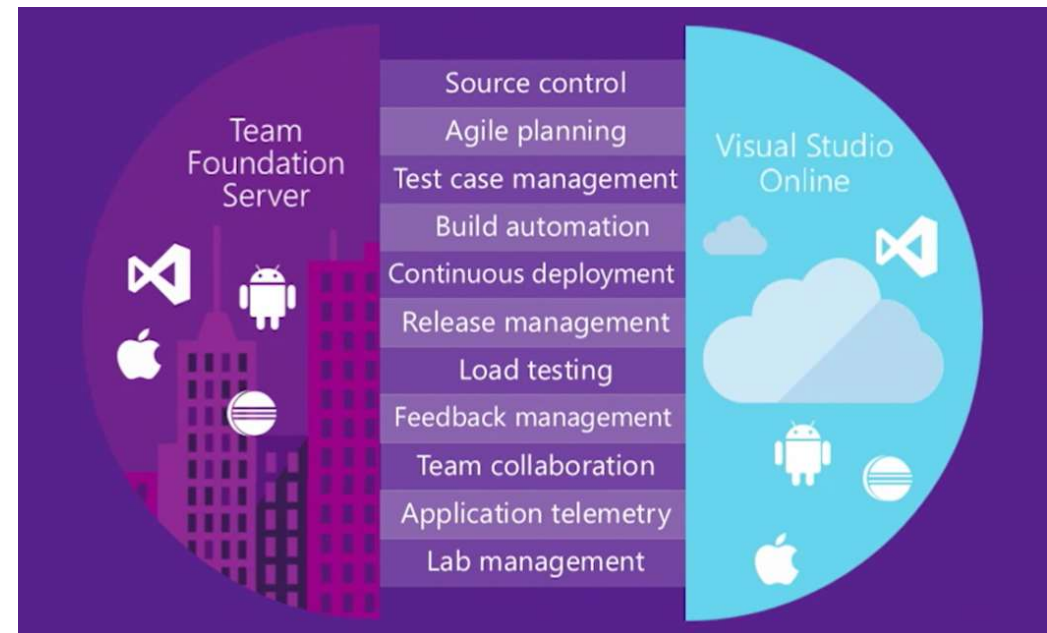 Team
Foundation
Server
Source control
Agile planning
Test case management
Build automation
Continuous deployment
Release management
Load testing
Feedback management
Team collaboration
Application telemetry
Lab management
Visual Studio
Online